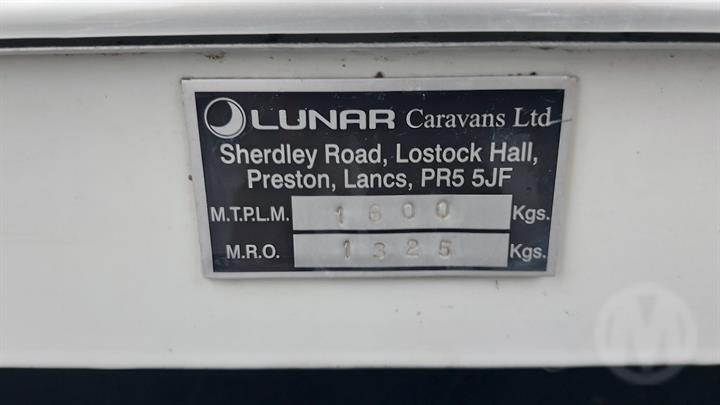 LUNAR Caravans Ltd
Sherdley Road, Lostock Hall,
Preston, Lancs, PR5 5JF
M.T.P.L.M. 1600 Kgs.
M.R.O. 1325 Kgs.
M